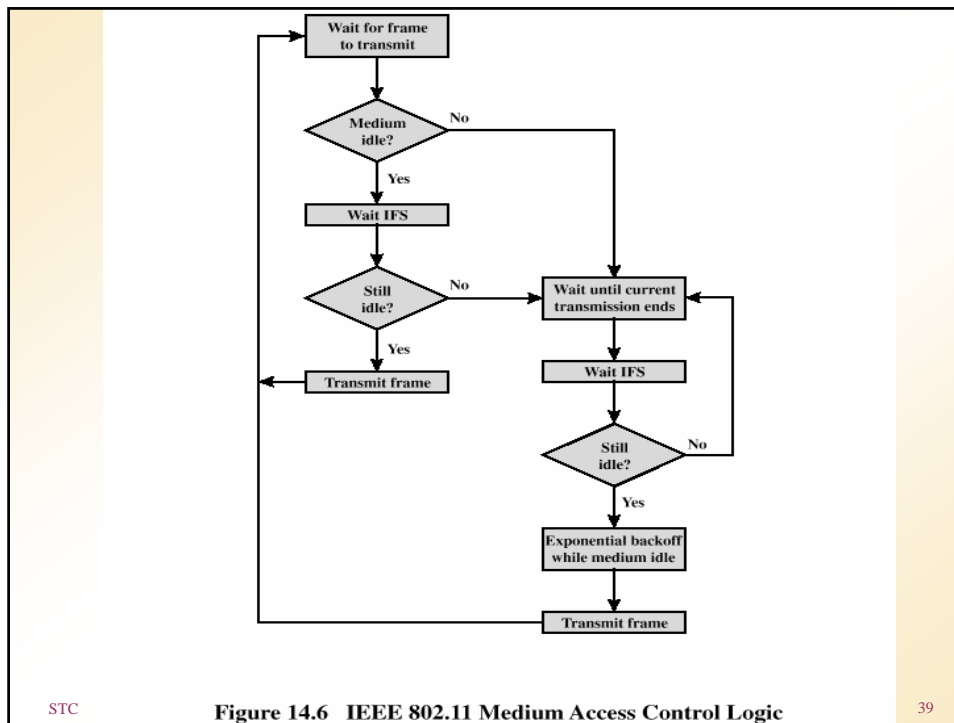 Wait for frame
to transmit
Medium
idle?
No
Yes
Wait IFS
Still
idle?
No
Yes
Transmit frame
Wait until current
transmission ends
Wait IFS
Still
idle?
No
Yes
Exponential backoff
while medium idle
Transmit frame
STC
Figure 14.6 IEEE 802.11 Medium Access Control Logic
39